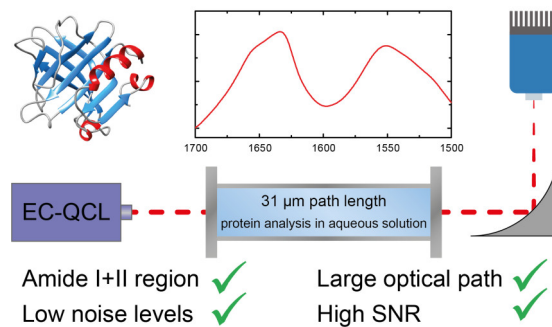 1700 1650 1600 1550 1500
EC-QCL
31 µm path length
protein analysis in aqueous solution
Amide I+II region
Large optical path
Low noise levels
High SNR